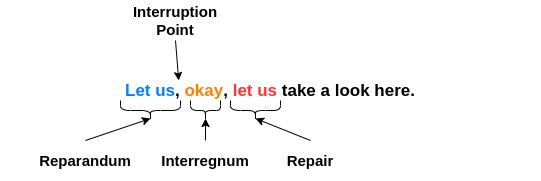 Interruption
Point
Let us, okay, let us take a look here.
Reparandum Interregnum Repair